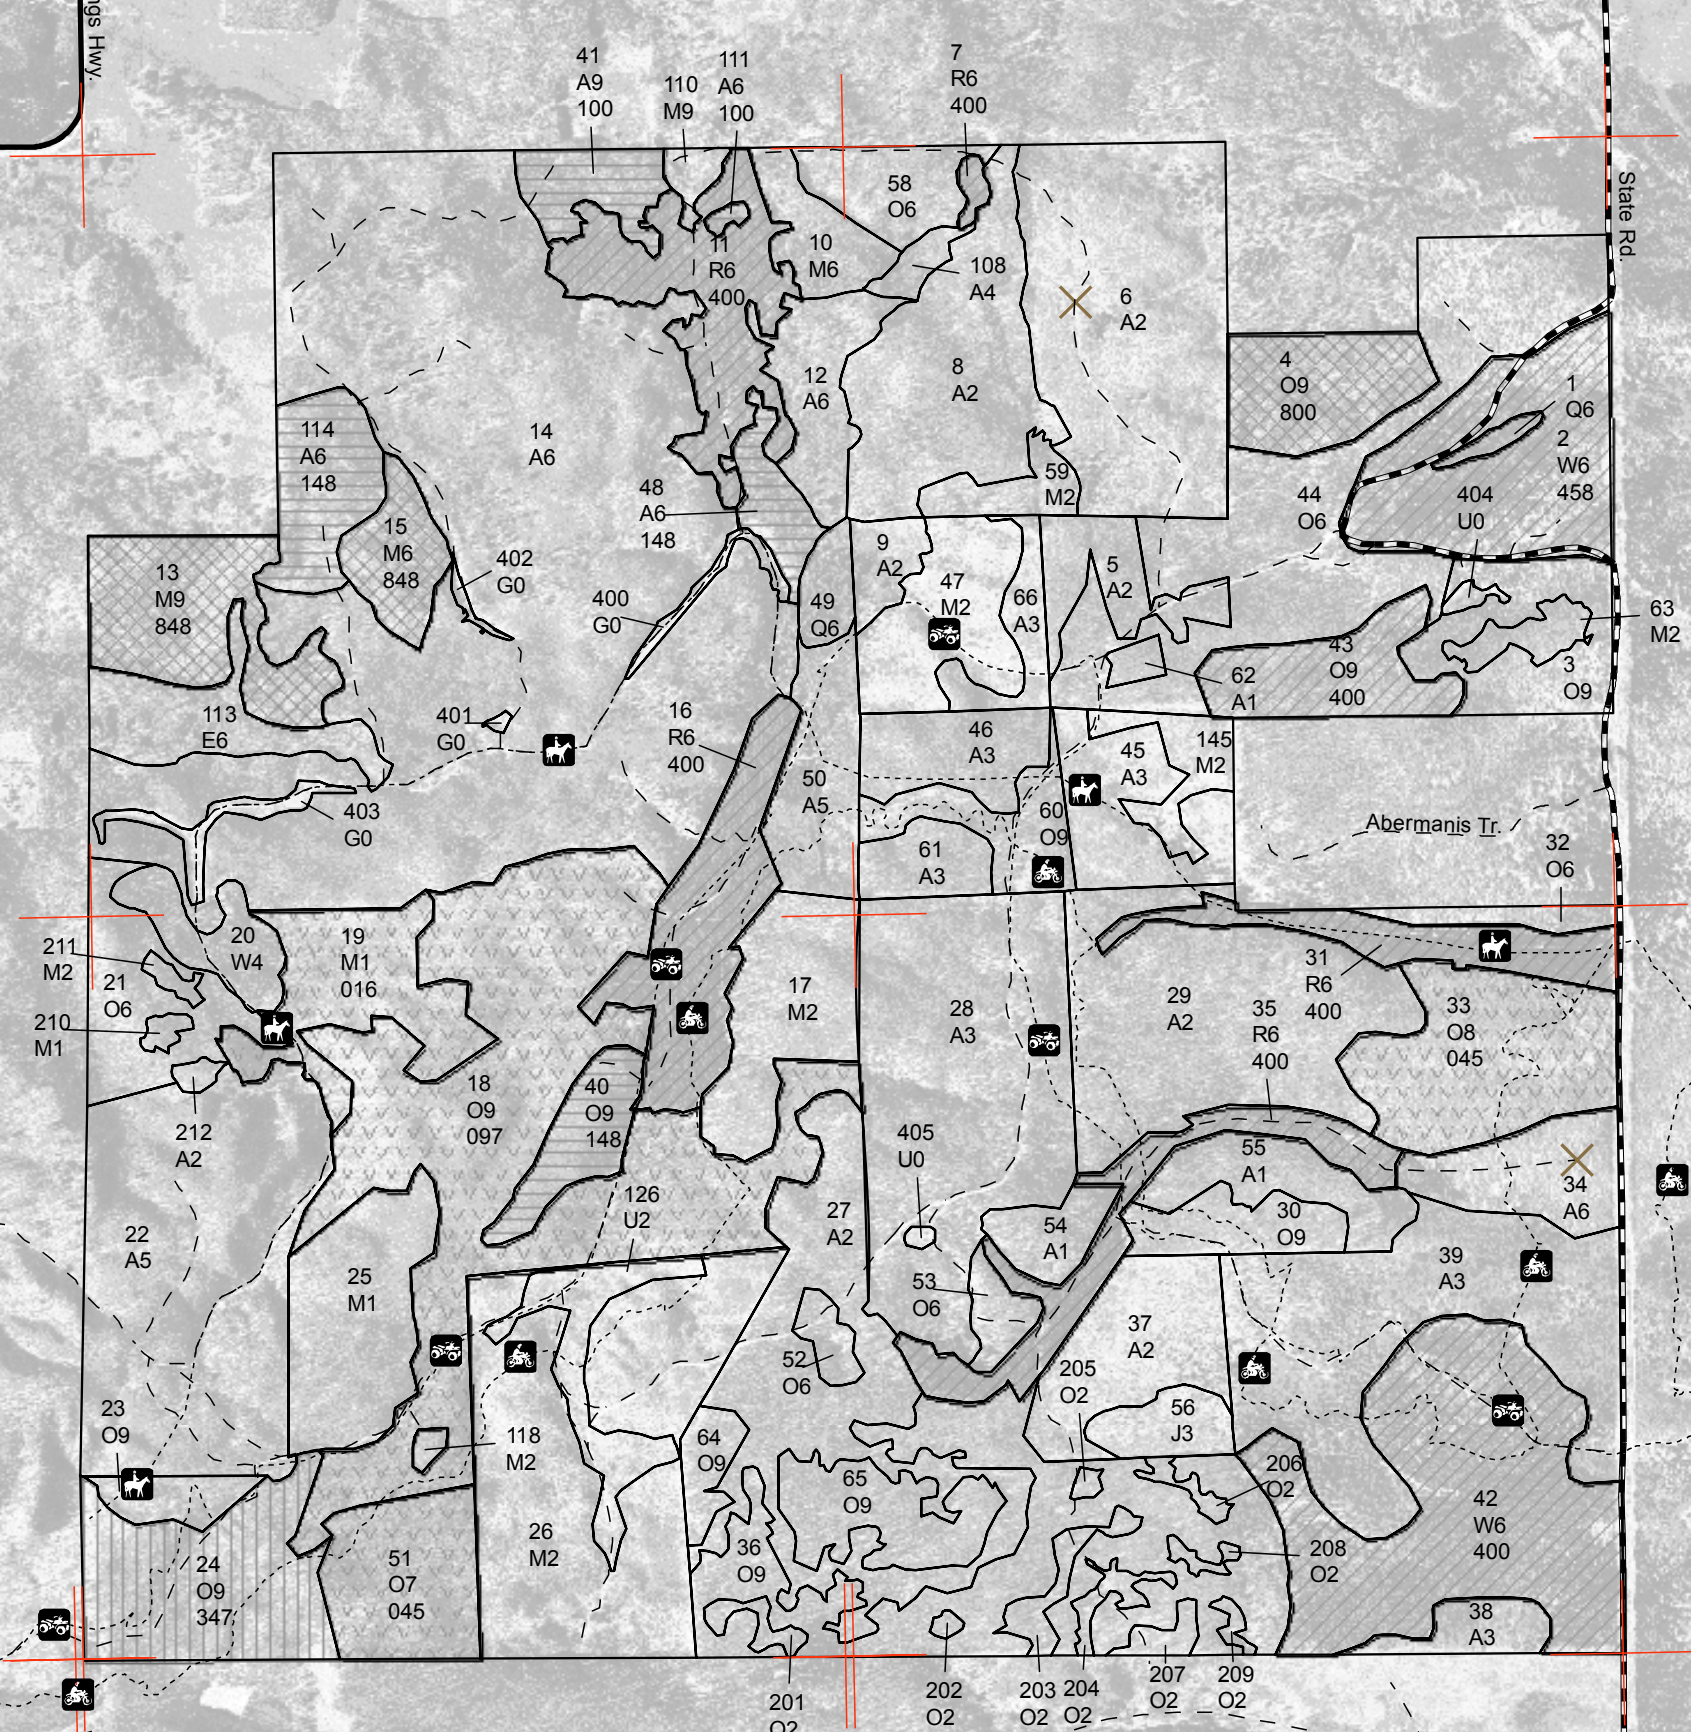 gs Hwy.
41
A9
100
110
M9
111
A6
100
7
R6
400
State Rd.
58
O6
11
R6
400
10
M6
108
A4
6
A2
4
O9
800
1
Q6
2
W6
458
12
A6
8
A2
114
A6
148
14
A6
59
M2
48
A6
148
44
O6
404
U0
15
M6
848
402
G0
13
M9
848
9
A2
47
M2
66
A3
5
A2
400
G0
49
Q6
63
M2
43
O9
400
3
O9
62
A1
113
E6
401
G0
16
R6
400
46
A3
45
A3
145
M2
50
A5
403
G0
60
O9
Abermanis Tr.
61
A3
32
O6
20
W4
19
M1
016
211
M2
21
O6
210
M1
17
M2
28
A3
29
A2
31
R6
400
35
R6
400
33
O8
045
18
O9
097
40
O9
148
212
A2
405
U0
55
A1
34
A6
126
U2
27
A2
54
A1
30
O9
22
A5
25
M1
53
O6
39
A3
37
A2
52
O6
205
O2
56
J3
23
O9
118
M2
64
O9
65
O9
206
O2
42
W6
400
26
M2
36
O9
208
O2
24
O9
347
51
O7
045
38
A3
201
O2
202
O2
203
O2
204
O2
207
O2
209
O2